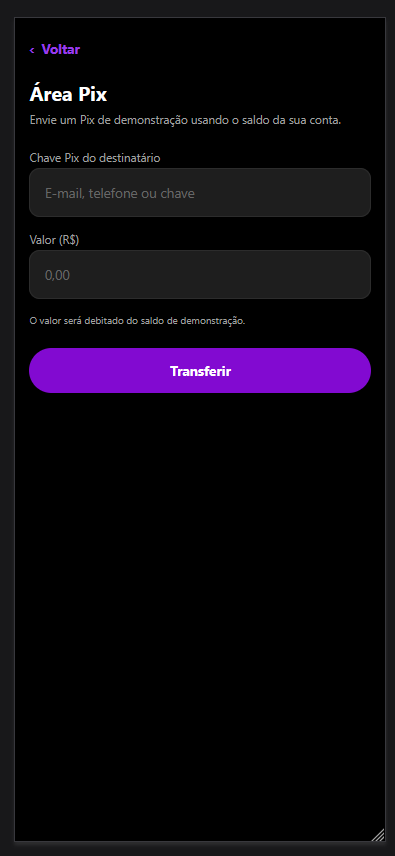 ‹ Voltar
Área Pix
Envie um Pix de demonstração usando o saldo da sua conta.
Chave Pix do destinatário
E-mail, telefone ou chave
Valor (R$)
0,00
O valor será debitado do saldo de demonstração.
Transferir